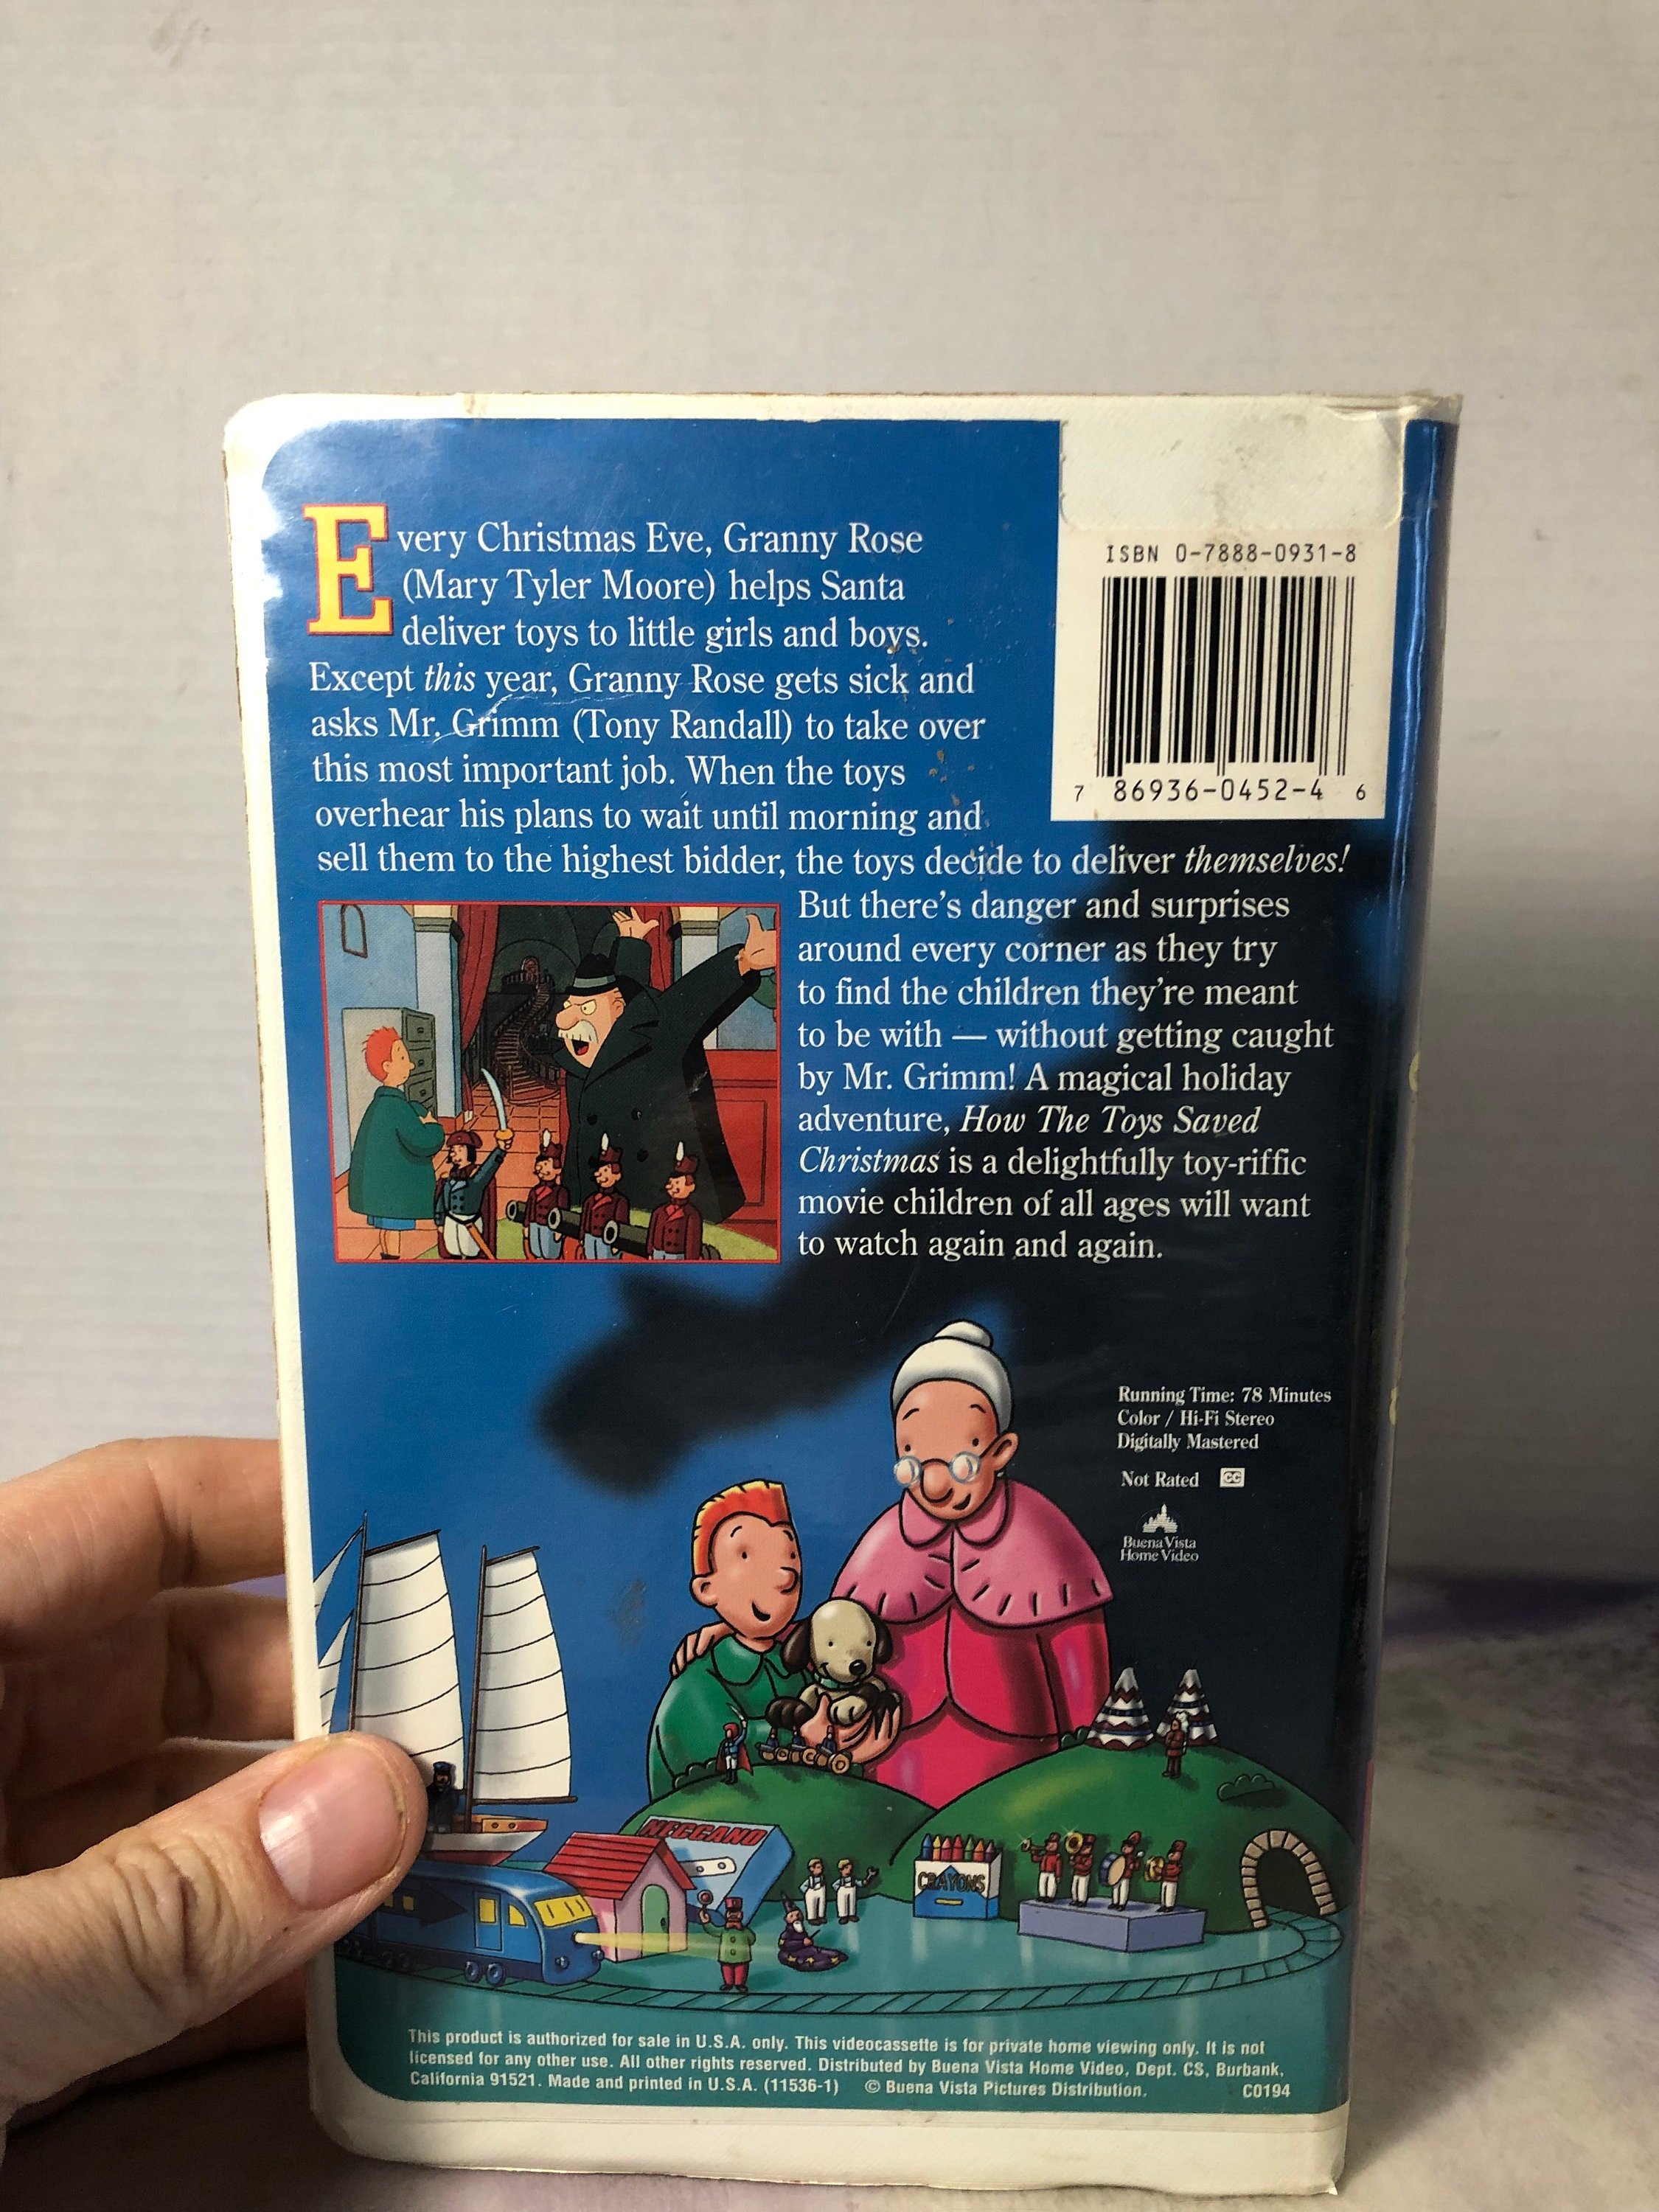 Every Christmas Eve, Granny Rose
(Mary Tyler Moore) helps Santa
deliver toys to little girls and boys.
Except this year, Granny Rose gets sick and
asks Mr. Grimm (Tony Randall) to take over
this most important job. When the toys
overhear his plans to wait until morning and
sell them to the highest bidder, the toys decide to deliver themselves!
But there's danger and surprises
around every corner as they try
to find the children they're meant
to be with — without getting caught
by Mr. Grimm! A magical holiday
adventure, How The Toys Saved
Christmas is a delightfully toy-riffic
movie children of all ages will want
to watch again and again.
ISBN 0-7888-0931-8
7 86936-0452-4 6
Running Time: 78 Minutes
Color / Hi-Fi Stereo
Digitally Mastered
Not Rated CC
Buena Vista
Home Video
MECCANO
CRAYONS
This product is authorized for sale in U.S.A. only. This videocassette is for private home viewing only. It is not
licensed for any other use. All other rights reserved. Distributed by Buena Vista Home Video, Dept. CS, Burbank,
California 91521. Made and printed in U.S.A. (11536-1) © Buena Vista Pictures Distribution. C0194